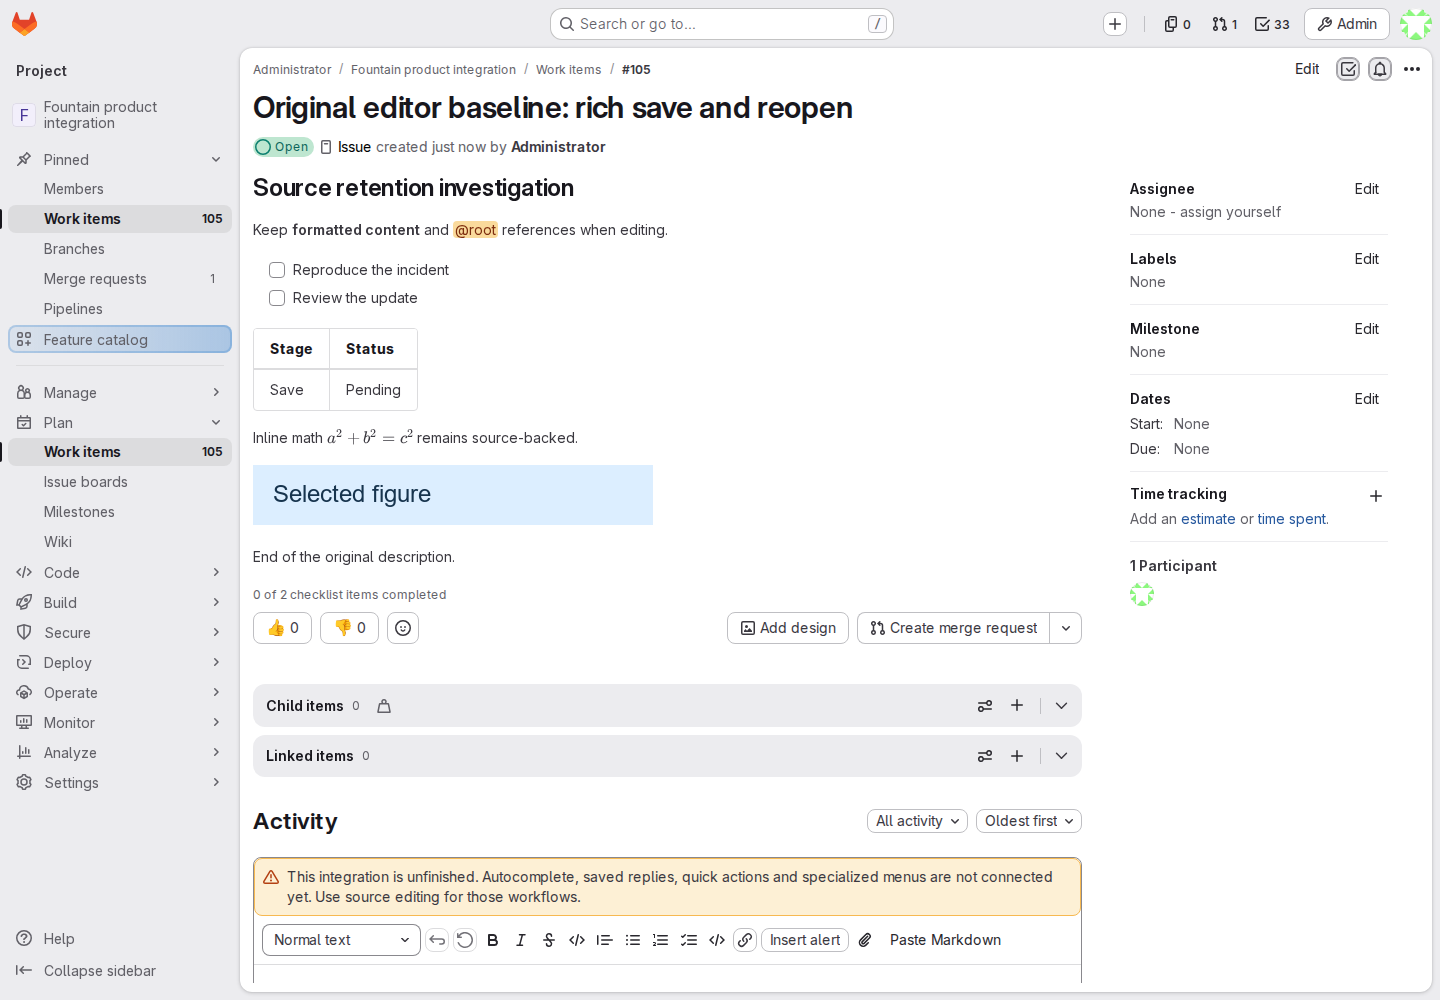 Search or go to...
/
0
1
33
Admin
Project
F
Fountain product
integration
Pinned
Members
Work items
105
Branches
Merge requests
1
Pipelines
Feature catalog
Manage
Plan
Work items
105
Issue boards
Milestones
Wiki
Code
Build
Secure
Deploy
Operate
Monitor
Analyze
Settings
Help
Collapse sidebar
Administrator / Fountain product integration / Work items / #105
Edit
Original editor baseline: rich save and reopen
Open Issue created just now by Administrator
Source retention investigation
Keep formatted content and @root references when editing.
Reproduce the incident
Review the update
Stage Status
Save Pending
Inline math a² + b² = c² remains source-backed.
Selected figure
End of the original description.
0 of 2 checklist items completed
👍 0
👎 0
Add design
Create merge request
Child items 0
Linked items 0
Activity
All activity
Oldest first
This integration is unfinished. Autocomplete, saved replies, quick actions and specialized menus are not connected
yet. Use source editing for those workflows.
Normal text
Insert alert
Paste Markdown
Assignee
Edit
None - assign yourself
Labels
Edit
None
Milestone
Edit
None
Dates
Edit
Start: None
Due: None
Time tracking
Add an estimate or time spent.
1 Participant